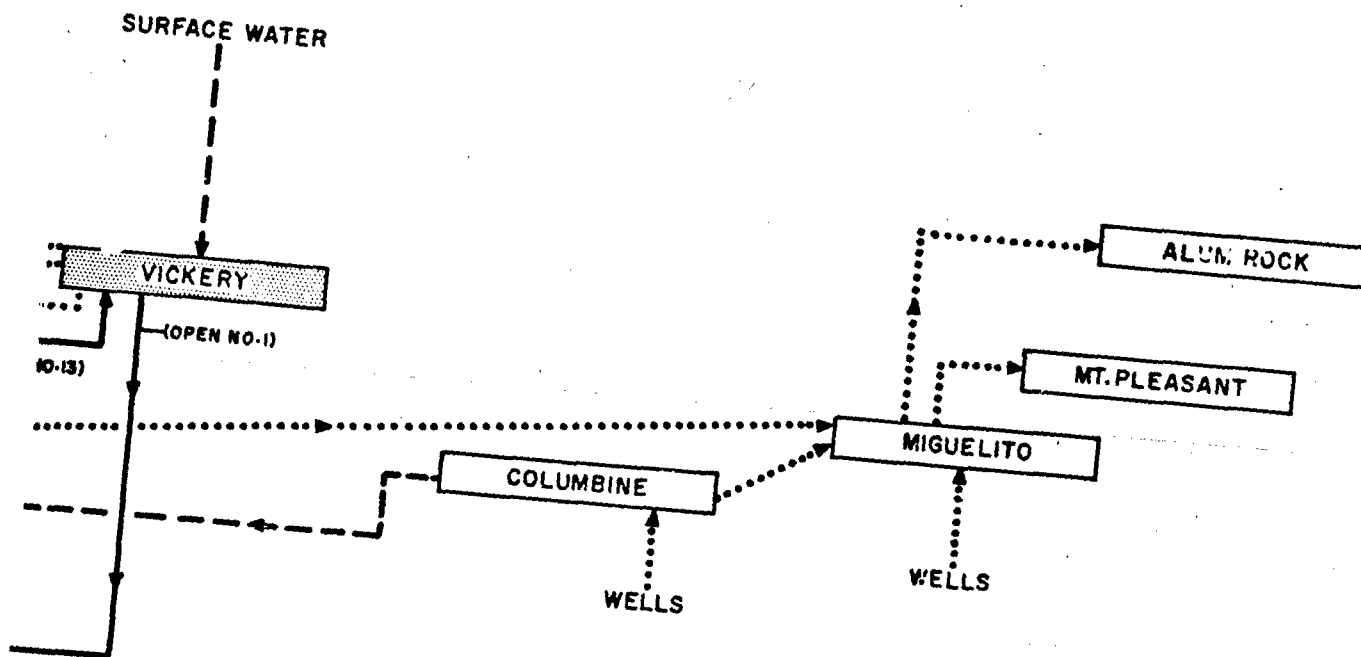 SURFACE WATER
VICKERY
ALUM ROCK
(OPEN NO.1)
MT. PLEASANT
MIGUELITO
COLUMBINE
WELLS
WELLS